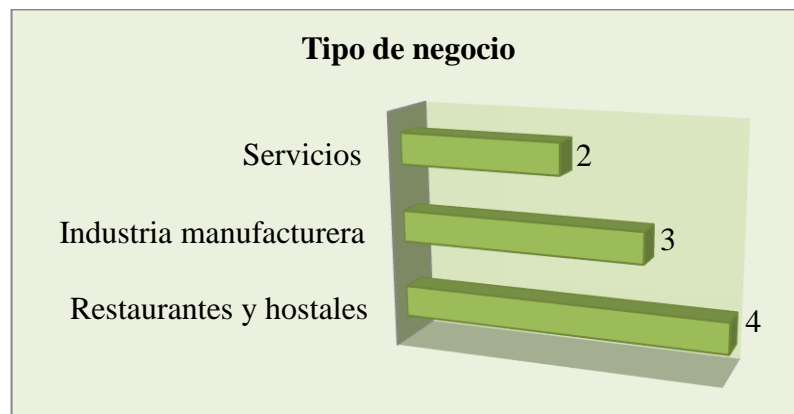 Tipo de negocio
Servicios 2
Industria manufacturera 3
Restaurantes y hostales 4